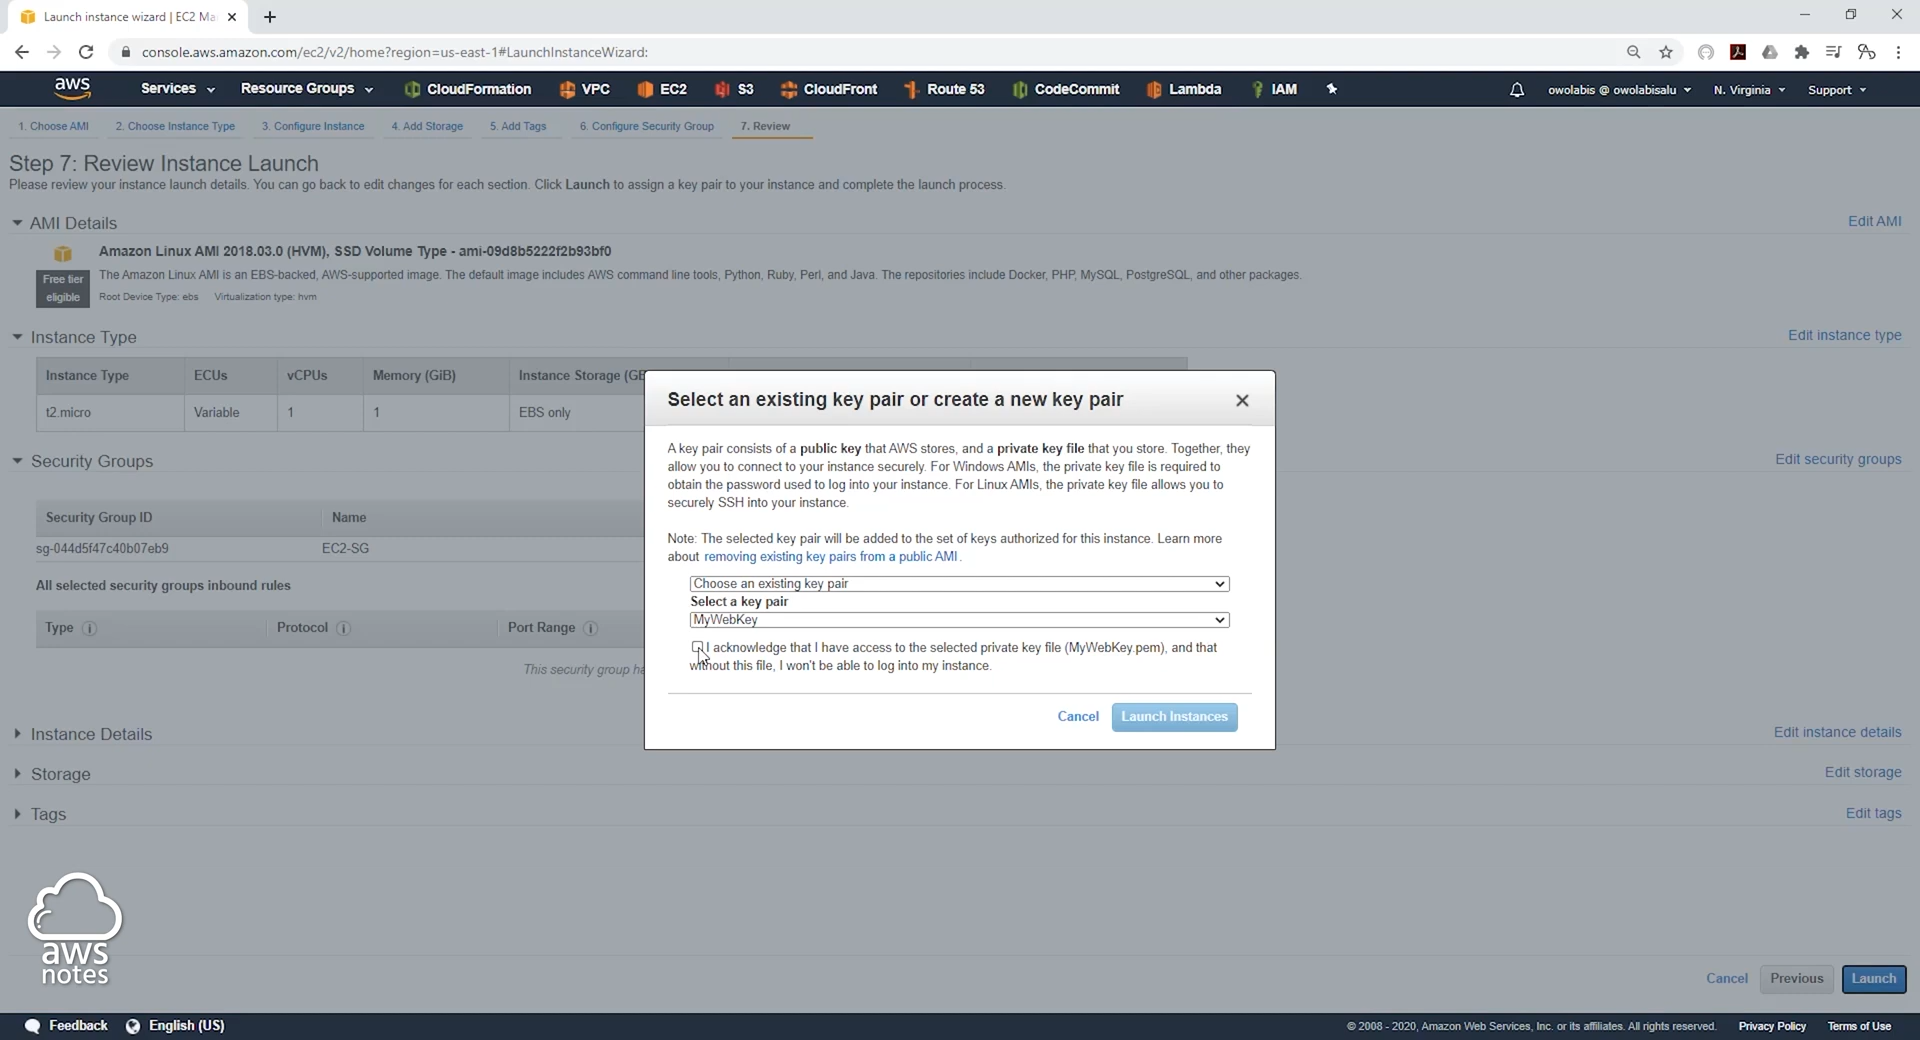 Launch instance wizard | EC2 Ma
console.aws.amazon.com/ec2/v2/home?region=us-east-1#LaunchInstanceWizard:
aws Services Resource Groups CloudFormation VPC EC2 S3 CloudFront Route 53 CodeCommit Lambda IAM owolabis @ owolabisalu N. Virginia Support
1. Choose AMI 2. Choose Instance Type 3. Configure Instance 4. Add Storage 5. Add Tags 6. Configure Security Group 7. Review
Step 7: Review Instance Launch
Please review your instance launch details. You can go back to edit changes for each section. Click Launch to assign a key pair to your instance and complete the launch process.
AMI Details Edit AMI
Amazon Linux AMI 2018.03.0 (HVM), SSD Volume Type - ami-09d8b5222f2b93bf0
Free tier eligible
The Amazon Linux AMI is an EBS-backed, AWS-supported image. The default image includes AWS command line tools, Python, Ruby, Perl, and Java. The repositories include Docker, PHP, MySQL, PostgreSQL, and other packages.
Root Device Type: ebs Virtualization type: hvm
Instance Type Edit instance type
Instance Type ECUs vCPUs Memory (GiB) Instance Storage (GB
t2.micro Variable 1 1 EBS only
Security Groups Edit security groups
Security Group ID Name
sg-044d5f47c40b07eb9 EC2-SG
All selected security groups inbound rules
Type Protocol Port Range
This security group ha
Instance Details Edit instance details
Storage Edit storage
Tags Edit tags
Select an existing key pair or create a new key pair
A key pair consists of a public key that AWS stores, and a private key file that you store. Together, they
allow you to connect to your instance securely. For Windows AMIs, the private key file is required to
obtain the password used to log into your instance. For Linux AMIs, the private key file allows you to
securely SSH into your instance.
Note: The selected key pair will be added to the set of keys authorized for this instance. Learn more
about removing existing key pairs from a public AMI.
Choose an existing key pair
Select a key pair
MyWebKey
I acknowledge that I have access to the selected private key file (MyWebKey.pem), and that
without this file, I won't be able to log into my instance.
Cancel Launch Instances
aws
notes
Cancel Previous Launch
Feedback English (US) © 2008 - 2020, Amazon Web Services, Inc. or its affiliates. All rights reserved. Privacy Policy Terms of Use